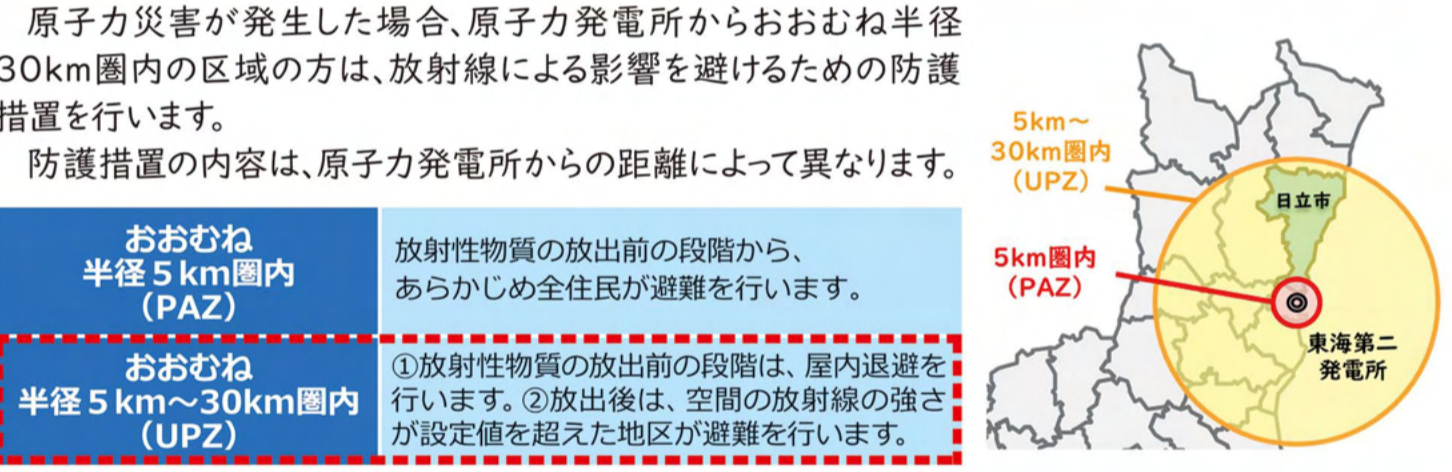 原子力災害が発生した場合、原子力発電所からおおむね半径
30km圏内の区域の方は、放射線による影響を避けるための防護
措置を行います。
防護措置の内容は、原子力発電所からの距離によって異なります。
おおむね
半径5km圏内
(PAZ)
放射性物質の放出前の段階から、
あらかじめ全住民が避難を行います。
おおむね
半径5km〜30km圏内
(UPZ)
①放射性物質の放出前の段階は、屋内退避を
行います。②放出後は、空間の放射線の強さ
が設定値を超えた地区が避難を行います。
5km〜
30km圏内
(UPZ)
日立市
5km圏内
(PAZ)
東海第二
発電所